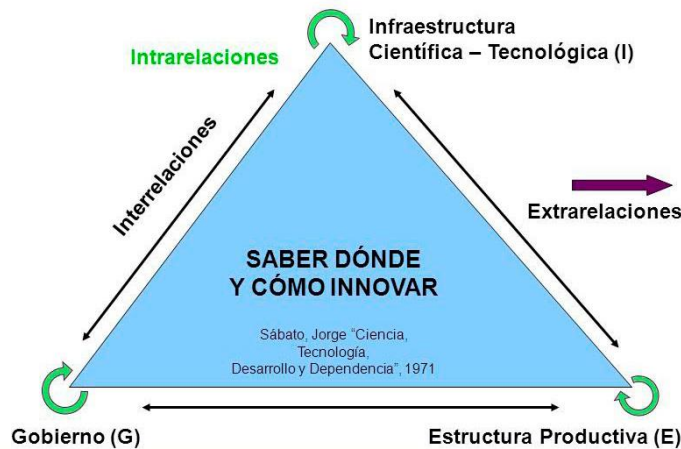 Infraestructura
Científica – Tecnológica (I)
Intrarelaciones
Interrelaciones
Extrarelaciones
SABER DÓNDE
Y CÓMO INNOVAR
Sábato, Jorge “Ciencia,
Tecnología,
Desarrollo y Dependencia”, 1971
Gobierno (G)
Estructura Productiva (E)